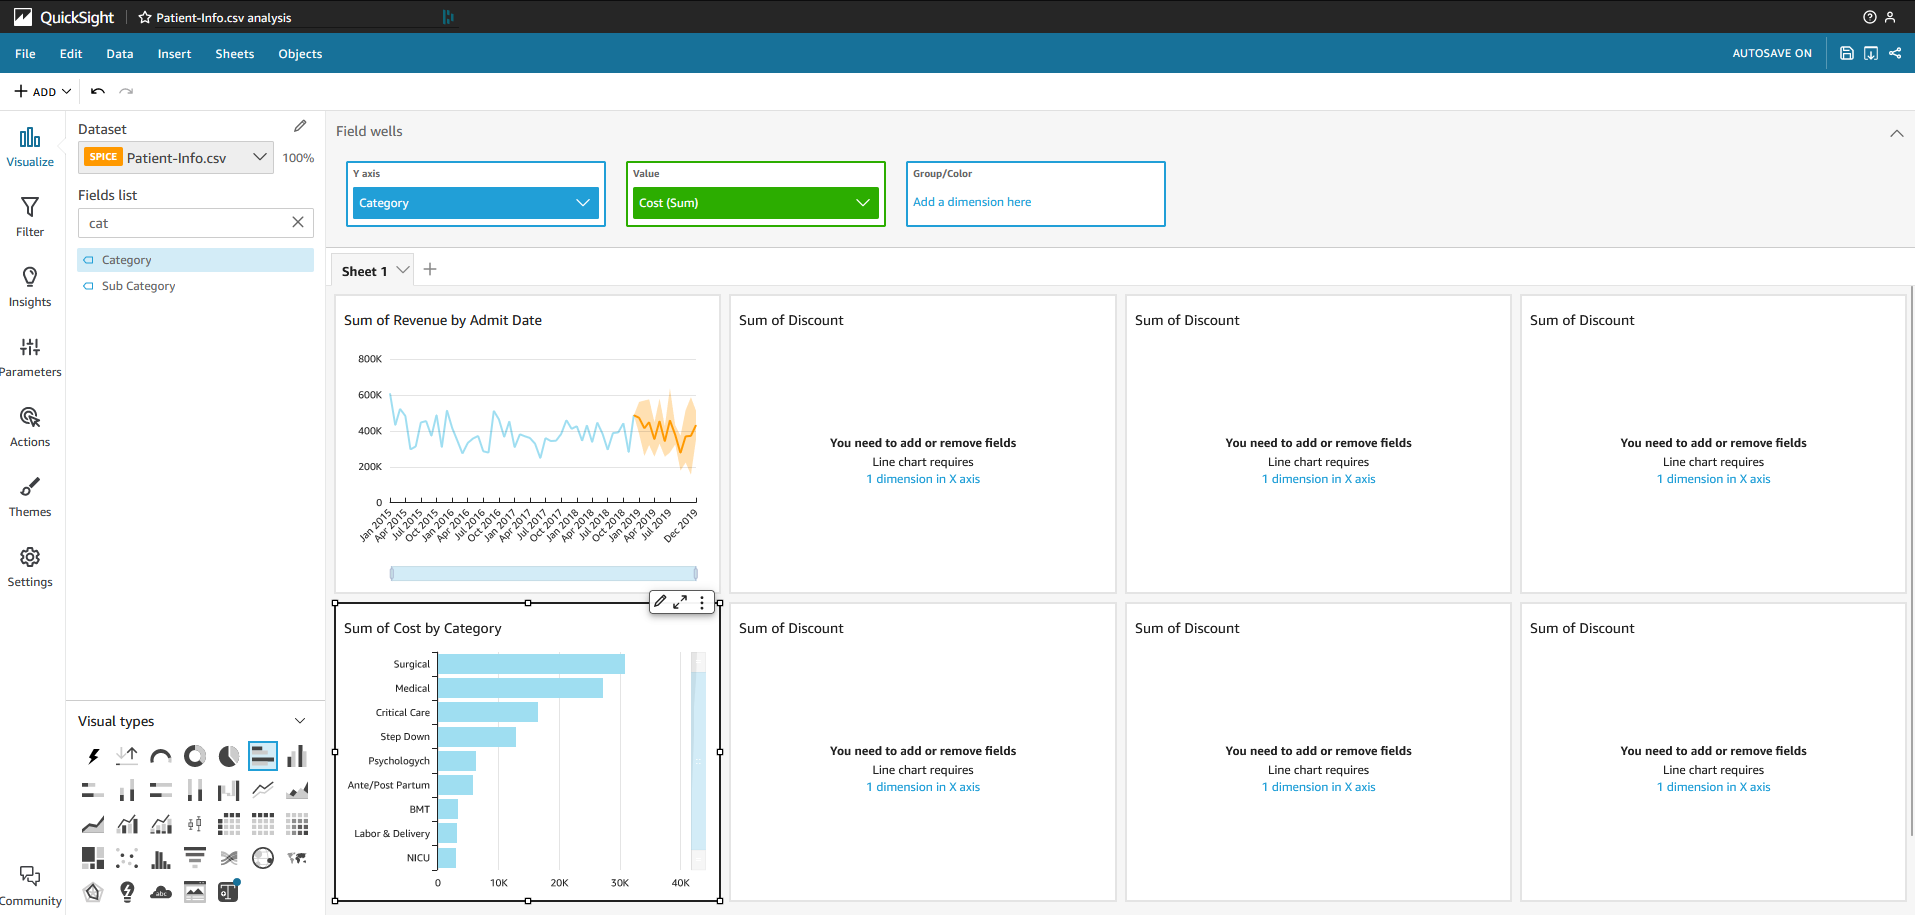 QuickSight
Patient-Info.csv analysis
File Edit Data Insert Sheets Objects
AUTOSAVE ON
ADD
Visualize
Filter
Insights
Parameters
Actions
Themes
Settings
Community
Dataset
SPICE Patient-Info.csv 100%
Fields list
cat
Category
Sub Category
Visual types
abc
T
Field wells
Y axis
Category
Value
Cost (Sum)
Group/Color
Add a dimension here
Sheet 1
Sum of Revenue by Admit Date
800K
600K
400K
200K
0
Jan 2015
Apr 2015
Jul 2015
Oct 2015
Jan 2016
Apr 2016
Jul 2016
Oct 2016
Jan 2017
Apr 2017
Jul 2017
Oct 2017
Jan 2018
Apr 2018
Jul 2018
Oct 2018
Jan 2019
Apr 2019
Jul 2019
Dec 2019
Sum of Discount
You need to add or remove fields
Line chart requires
1 dimension in X axis
Sum of Discount
You need to add or remove fields
Line chart requires
1 dimension in X axis
Sum of Discount
You need to add or remove fields
Line chart requires
1 dimension in X axis
Sum of Cost by Category
Surgical
Medical
Critical Care
Step Down
Psychologych
Ante/Post Partum
BMT
Labor & Delivery
NICU
0 10K 20K 30K 40K
Sum of Discount
You need to add or remove fields
Line chart requires
1 dimension in X axis
Sum of Discount
You need to add or remove fields
Line chart requires
1 dimension in X axis
Sum of Discount
You need to add or remove fields
Line chart requires
1 dimension in X axis